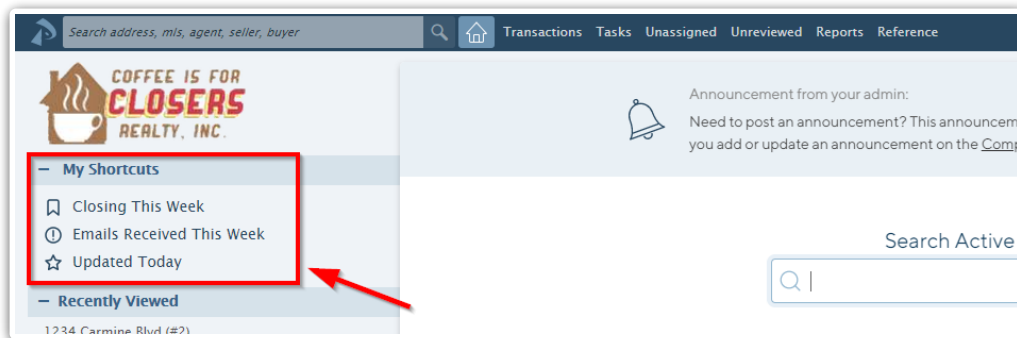 Search address, mls, agent, seller, buyer
Transactions Tasks Unassigned Unreviewed Reports Reference
COFFEE IS FOR
CLOSERS
REALTY, INC.
Announcement from your admin:
Need to post an announcement? This announcem
you add or update an announcement on the Comp
− My Shortcuts
Closing This Week
Emails Received This Week
Updated Today
Search Active
− Recently Viewed
1234 Carmine Blvd (#2)